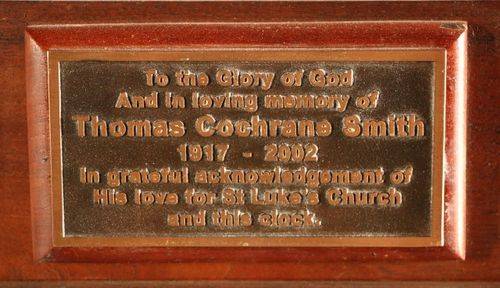 To the Glory of God
And in loving memory of
Thomas Cochrane Smith
1917 - 2002
In grateful acknowledgement of
His love for St Luke's Church
and this clock.